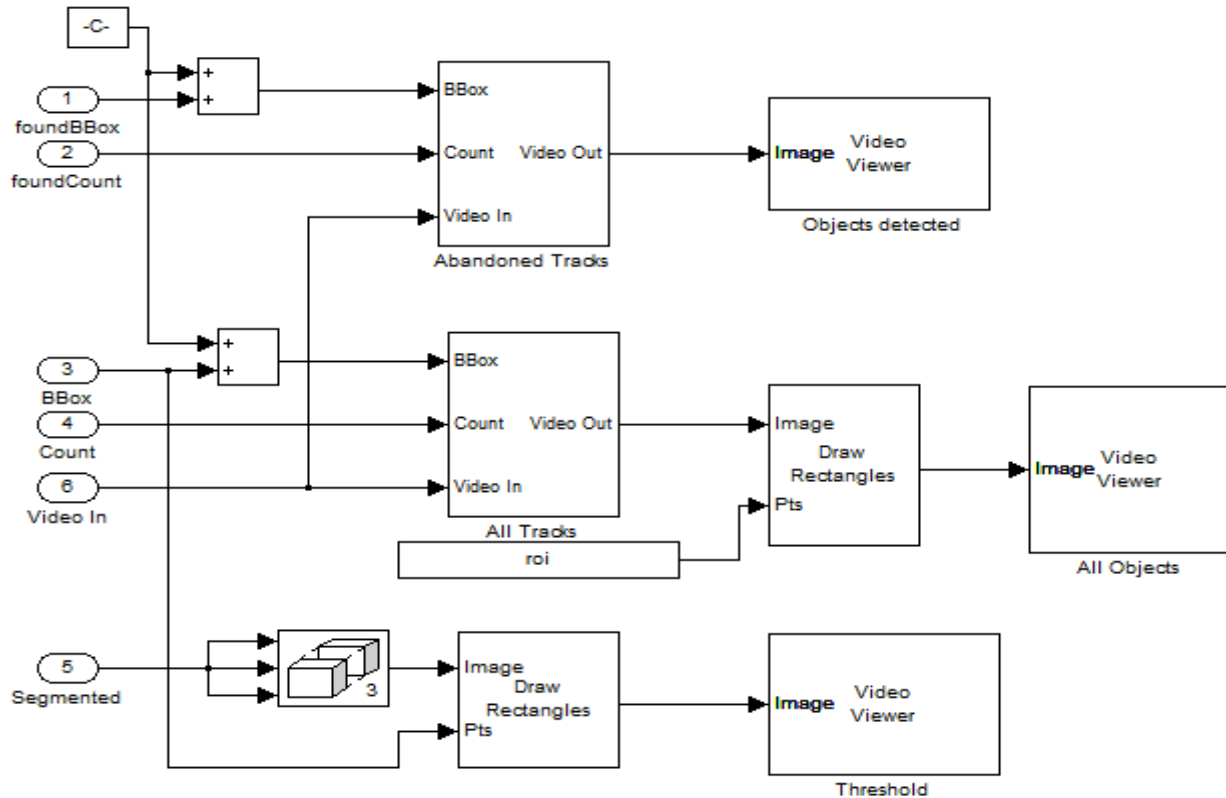 -C-
+
+
1
foundBBox
2
foundCount
BBox
Count
Video In
Video Out
Abandoned Tracks
Image
Video
Viewer
Objects detected
+
+
3
BBox
4
Count
6
Video In
BBox
Count
Video In
Video Out
All Tracks
roi
Image
Pts
Draw
Rectangles
Image
Video
Viewer
All Objects
5
Segmented
3
Image
Pts
Draw
Rectangles
Image
Video
Viewer
Threshold